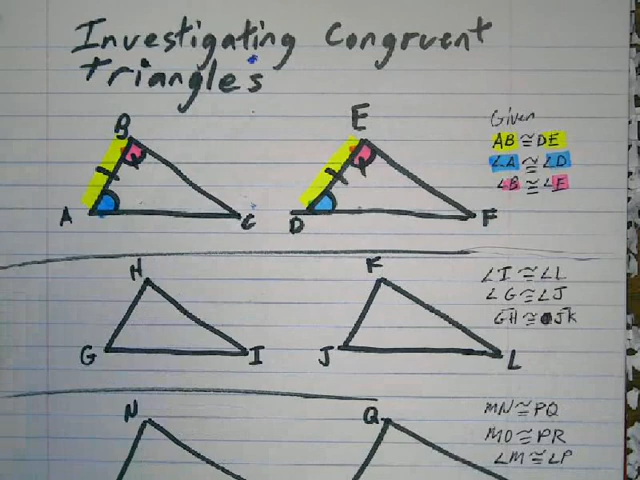 Investigating Congruent
triangles
B
E
Given
AB ≅ DE
∠A ≅ ∠D
∠B ≅ ∠E
A
C
D
F
H
K
∠I ≅ ∠L
∠G ≅ ∠J
GH ≅ JK
G
I
J
L
N
Q
MN ≅ PQ
MO ≅ PR
∠M ≅ ∠P